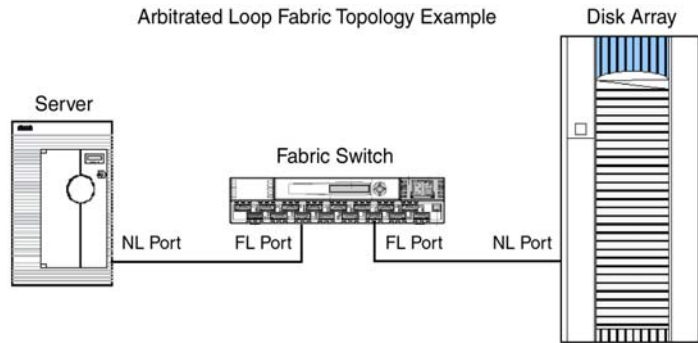 Arbitrated Loop Fabric Topology Example
Disk Array
Server
Fabric Switch
NL Port
FL Port
FL Port
NL Port